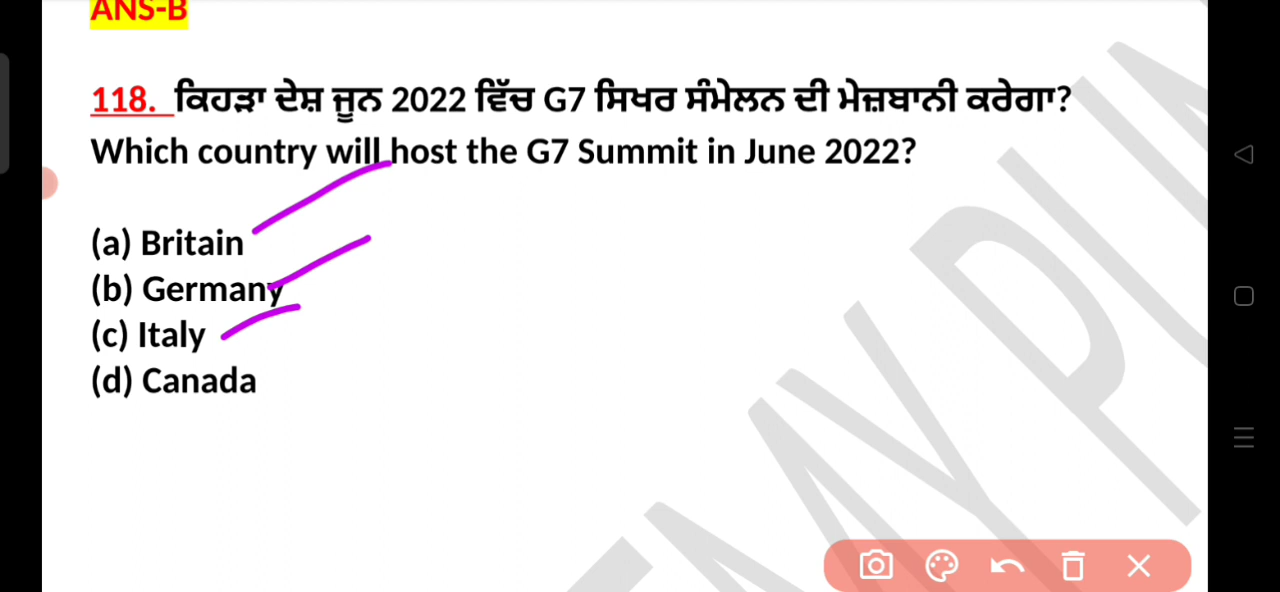 ANS-B
118. ਕਿਹੜਾ ਦੇਸ਼ ਜੂਨ 2022 ਵਿੱਚ G7 ਸਿਖਰ ਸੰਮੇਲਨ ਦੀ ਮੇਜ਼ਬਾਨੀ ਕਰੇਗਾ?
Which country will host the G7 Summit in June 2022?
(a) Britain
(b) Germany
(c) Italy
(d) Canada